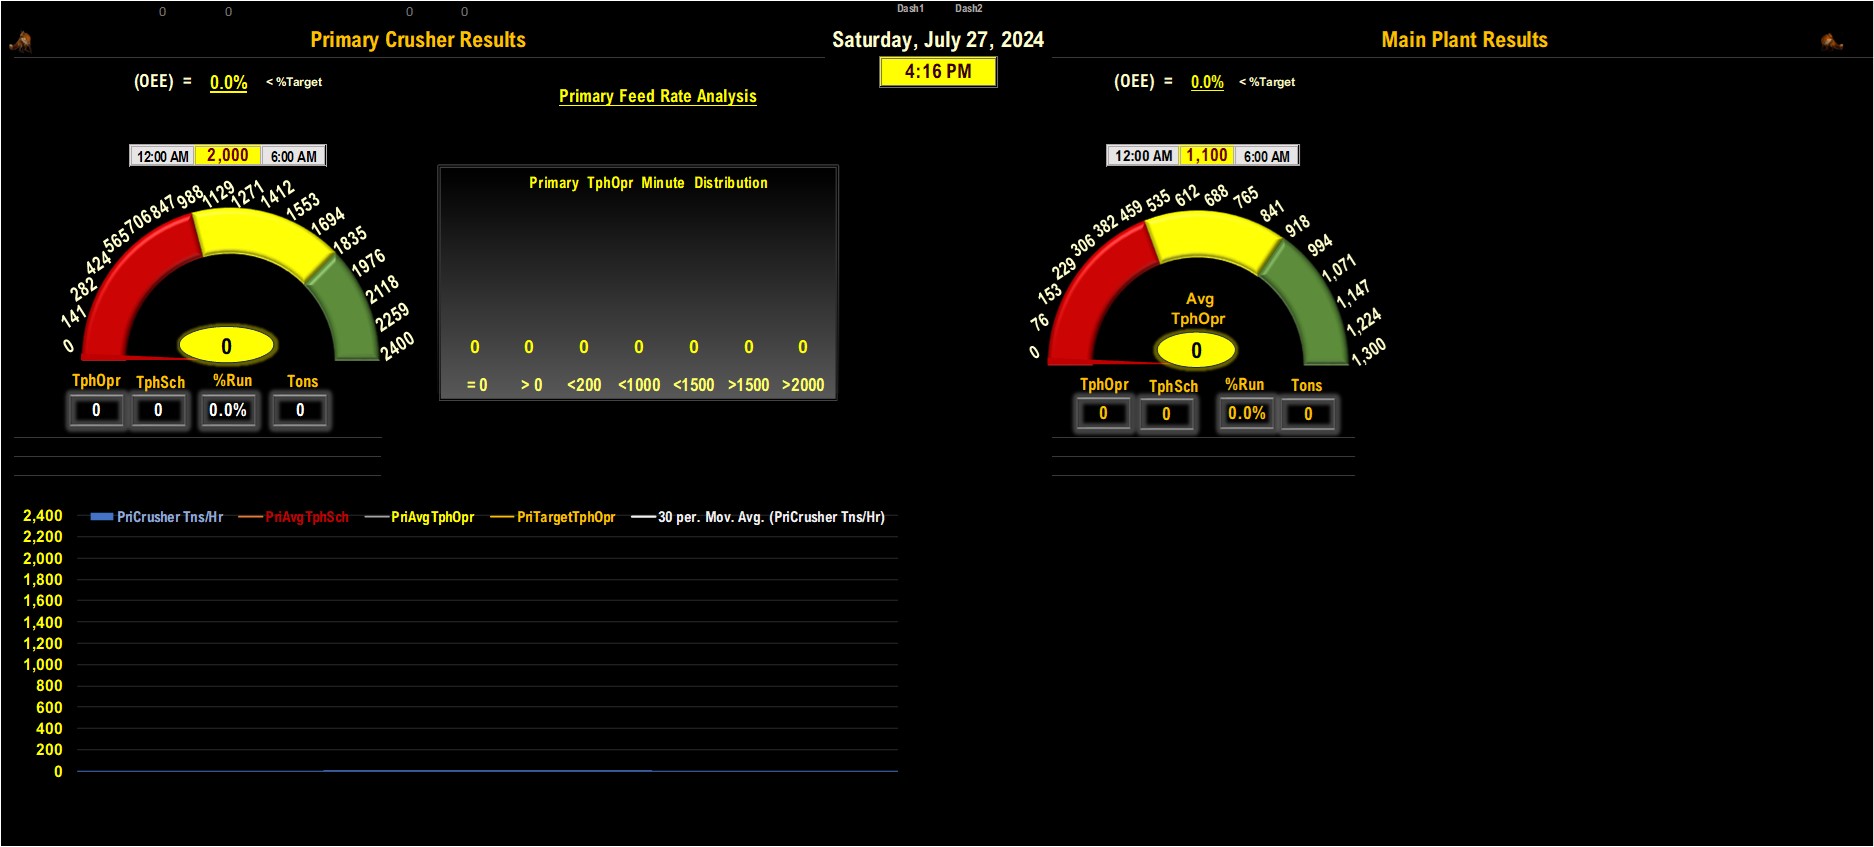 0 0 0 0 Dash1 Dash2
Primary Crusher Results
Saturday, July 27, 2024
Main Plant Results
4:16 PM
(OEE) = 0.0% < %Target
Primary Feed Rate Analysis
(OEE) = 0.0% < %Target
12:00 AM 2,000 6:00 AM
0 141 282 424 565 706 847 988 1129 1271 1412 1553 1694 1835 1976 2118 2259 2400
0
TphOpr TphSch %Run Tons
0 0 0.0% 0
Primary TphOpr Minute Distribution
0 0 0 0 0 0 0
= 0 > 0 <200 <1000 <1500 >1500 >2000
12:00 AM 1,100 6:00 AM
0 76 153 229 306 382 459 535 612 688 765 841 918 994 1,071 1,147 1,224 1,300
Avg
TphOpr
0
TphOpr TphSch %Run Tons
0 0 0.0% 0
PriCrusher Tns/Hr PriAvgTphSch PriAvgTphOpr PriTargetTphOpr 30 per. Mov. Avg. (PriCrusher Tns/Hr)
2,400
2,200
2,000
1,800
1,600
1,400
1,200
1,000
800
600
400
200
0